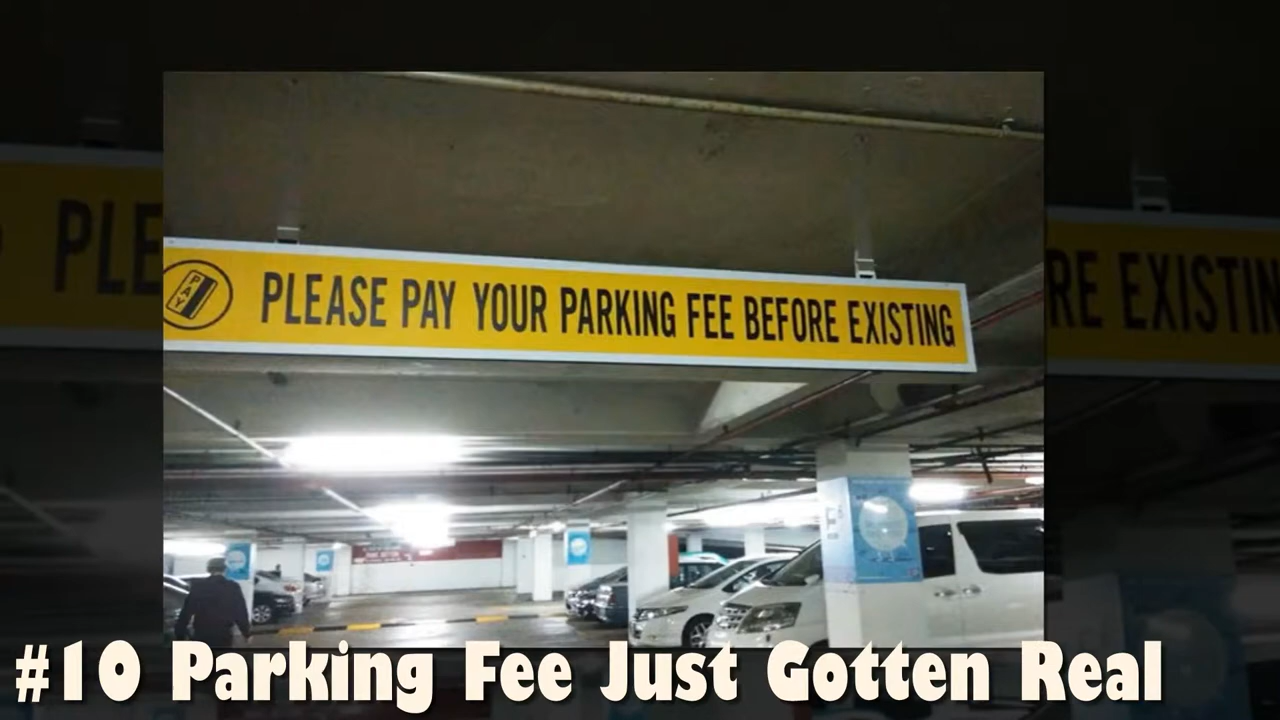 PAY
PLEASE PAY YOUR PARKING FEE BEFORE EXISTING
#10 Parking Fee Just Gotten Real